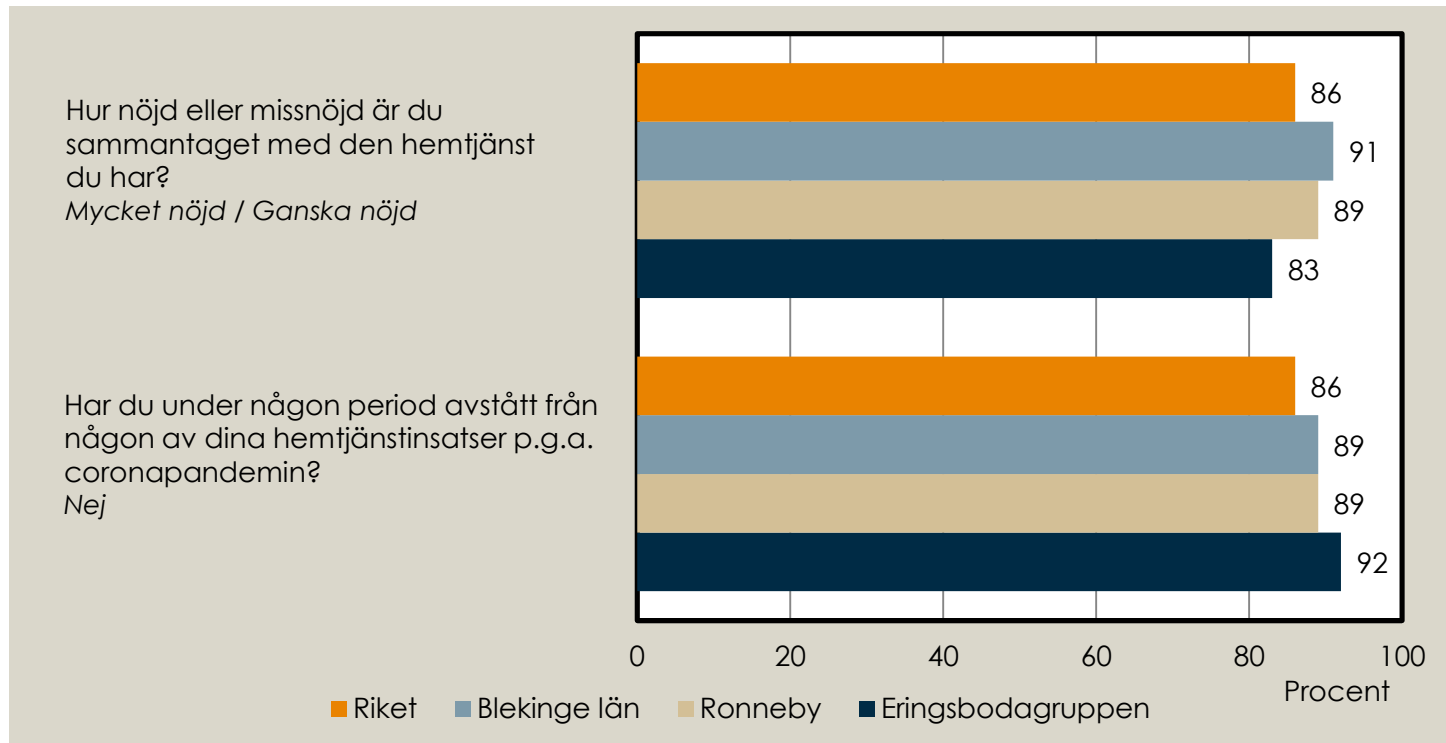 Hur nöjd eller missnöjd är du
sammantaget med den hemtjänst
du har?
Mycket nöjd / Ganska nöjd
86
91
89
83
Har du under någon period avstått från
någon av dina hemtjänstinsatser p.g.a.
coronapandemin?
Nej
86
89
89
92
0 20 40 60 80 100
Procent
Riket Blekinge län Ronneby Eringsbodagruppen